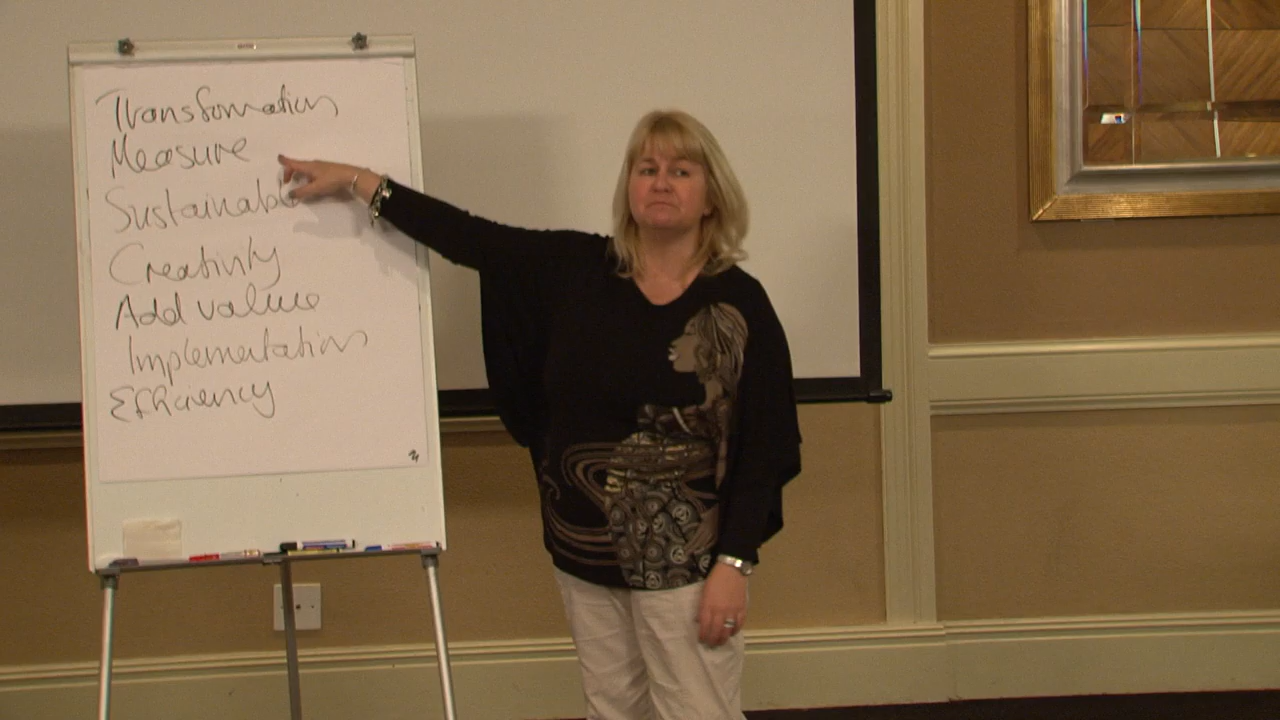 Transformation
Measure
Sustainable
Creativity
Add value
Implementation
Efficiency